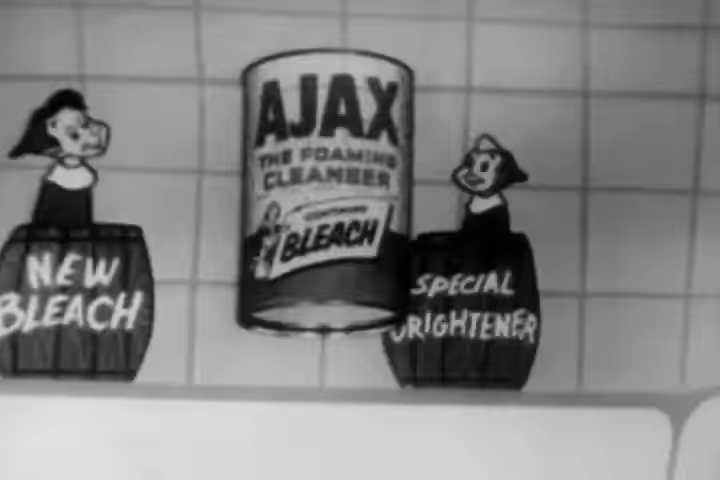 NEW
BLEACH
AJAX
THE FOAMING
CLEANSER
BLEACH
SPECIAL
BRIGHTENER